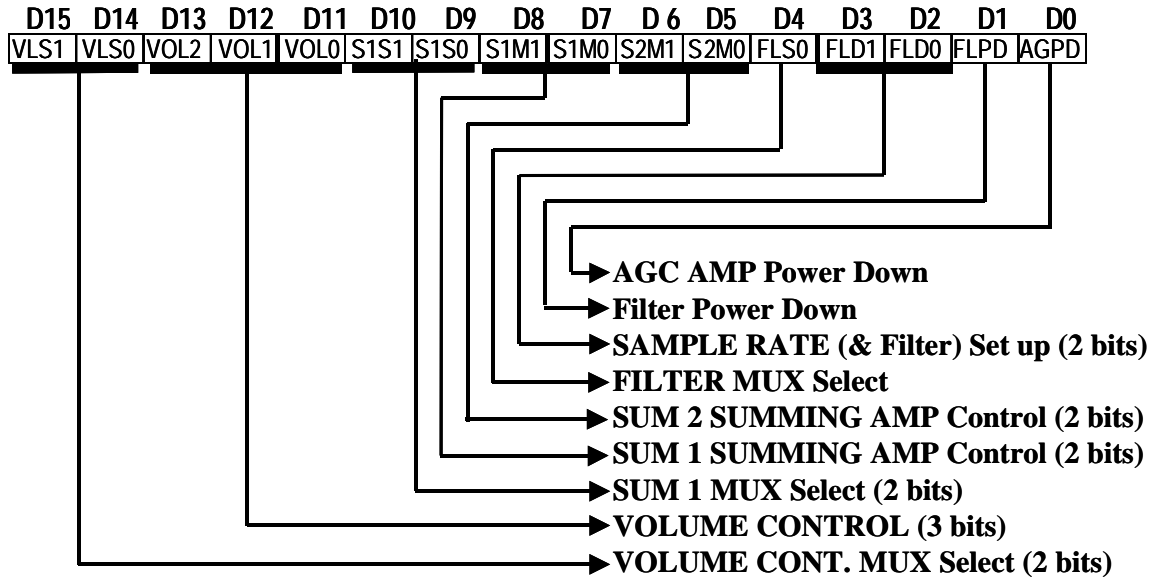 D15 D14 D13 D12 D11 D10 D9 D8 D7 D 6 D5 D4 D3 D2 D1 D0
VLS1 VLS0 VOL2 VOL1 VOL0 S1S1 S1S0 S1M1 S1M0 S2M1 S2M0 FLS0 FLD1 FLD0 FLPD AGPD
AGC AMP Power Down
Filter Power Down
SAMPLE RATE (& Filter) Set up (2 bits)
FILTER MUX Select
SUM 2 SUMMING AMP Control (2 bits)
SUM 1 SUMMING AMP Control (2 bits)
SUM 1 MUX Select (2 bits)
VOLUME CONTROL (3 bits)
VOLUME CONT. MUX Select (2 bits)